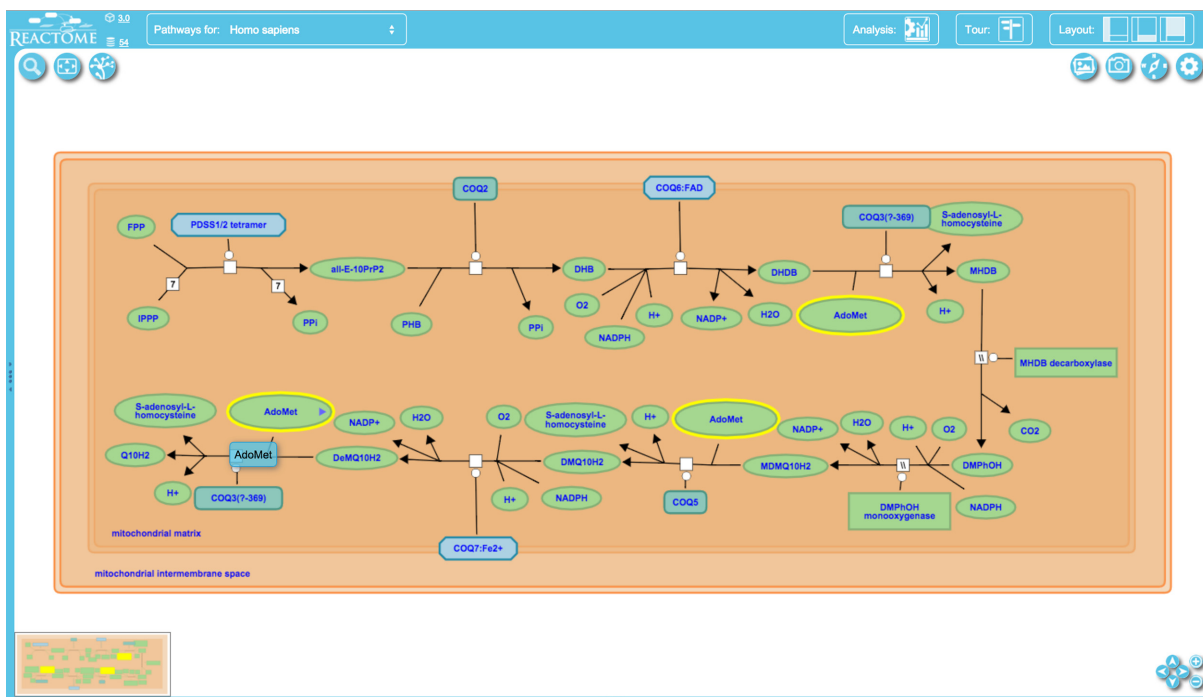 REACTOME
3.0
54
Pathways for: Homo sapiens
Analysis:
Tour:
Layout:
COQ2
COQ6:FAD
FPP
PDSS1/2 tetramer
COQ3(?-369)
S-adenosyl-L-
homocysteine
all-E-10PrP2
DHB
DHDB
MHDB
7
7
IPPP
PPi
PHB
PPi
O2
NADPH
H+
NADP+
H2O
AdoMet
H+
\\
MHDB decarboxylase
S-adenosyl-L-
homocysteine
AdoMet
NADP+
H2O
O2
S-adenosyl-L-
homocysteine
H+
AdoMet
NADP+
H2O
H+
O2
CO2
Q10H2
AdoMet
DeMQ10H2
DMQ10H2
MDMQ10H2
\\
DMPhOH
H+
COQ3(?-369)
H+
NADPH
COQ5
DMPhOH
monooxygenase
NADPH
mitochondrial matrix
COQ7:Fe2+
mitochondrial intermembrane space